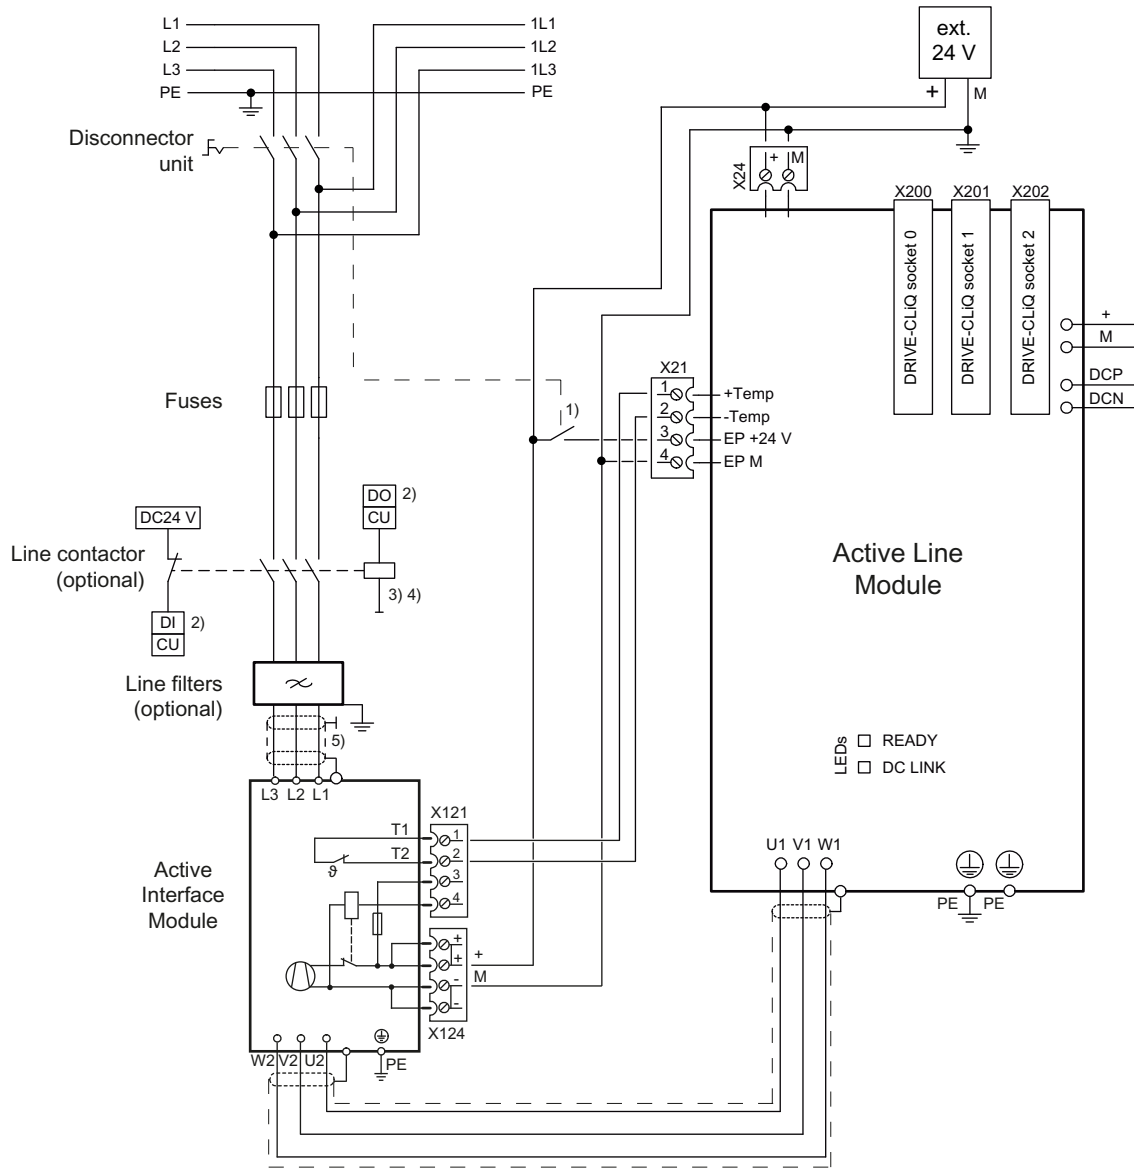 L1
L2
L3
PE
1L1
1L2
1L3
PE
ext.
24 V
+
M
Disconnector
unit
X24
+
M
X200
X201
X202
DRIVE-CLiQ socket 0
DRIVE-CLiQ socket 1
DRIVE-CLiQ socket 2
+
M
DCP
DCN
X21
1
2
3
4
+Temp
-Temp
EP +24 V
EP M
1)
Fuses
DO
CU
2)
DC24 V
Line contactor
(optional)
3) 4)
DI
CU
2)
Active Line
Module
Line filters
(optional)
5)
LEDs
READY
DC LINK
L3
L2
L1
X121
T1
T2
1
2
3
4
ϑ
Active
Interface
Module
+
+
-
-
+
M
X124
U1
V1
W1
PE
PE
W2
V2
U2
PE